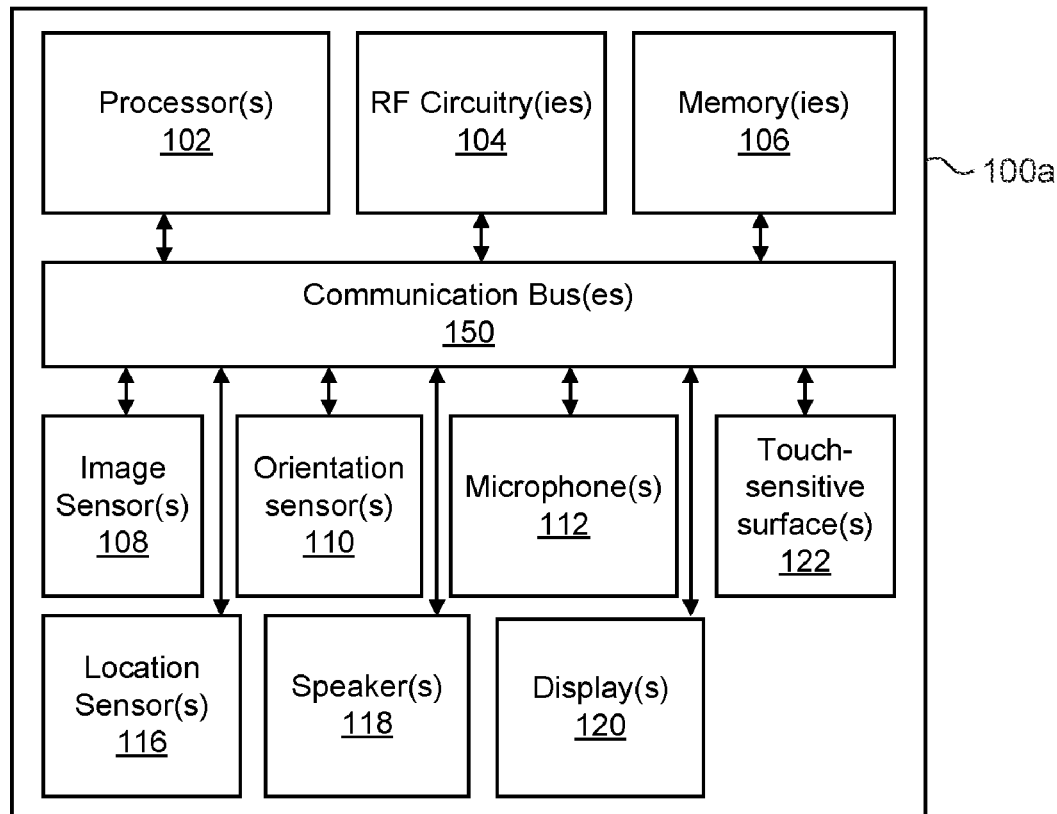 Processor(s)
102
RF Circuitry(ies)
104
Memory(ies)
106
100a
Communication Bus(es)
150
Image
Sensor(s)
108
Orientation
sensor(s)
110
Microphone(s)
112
Touch-
sensitive
surface(s)
122
Location
Sensor(s)
116
Speaker(s)
118
Display(s)
120